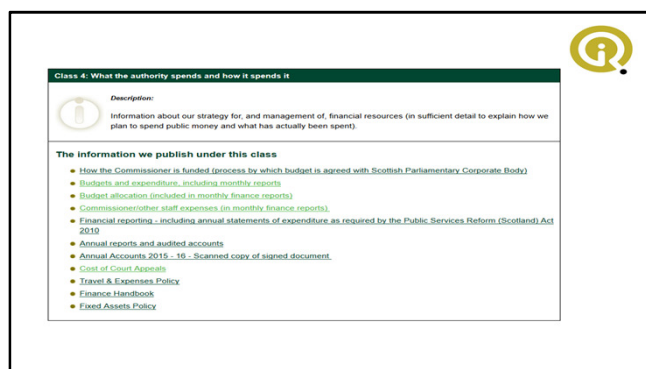 Class 4: What the authority spends and how it spends it
Description:
Information about our strategy for, and management of, financial resources (in sufficient detail to explain how we
plan to spend public money and what has actually been spent).
The information we publish under this class
How the Commissioner is funded (process by which budget is agreed with Scottish Parliamentary Corporate Body)
Budgets and expenditure, including monthly reports
Budget allocation (included in monthly finance reports)
Commissioner/other staff expenses (in monthly finance reports)
Financial reporting - including annual statements of expenditure as required by the Public Services Reform (Scotland) Act
2010
Annual reports and audited accounts
Annual Accounts 2015 - 16 - Scanned copy of signed document
Cost of Court Appeals
Travel & Expenses Policy
Finance Handbook
Fixed Assets Policy